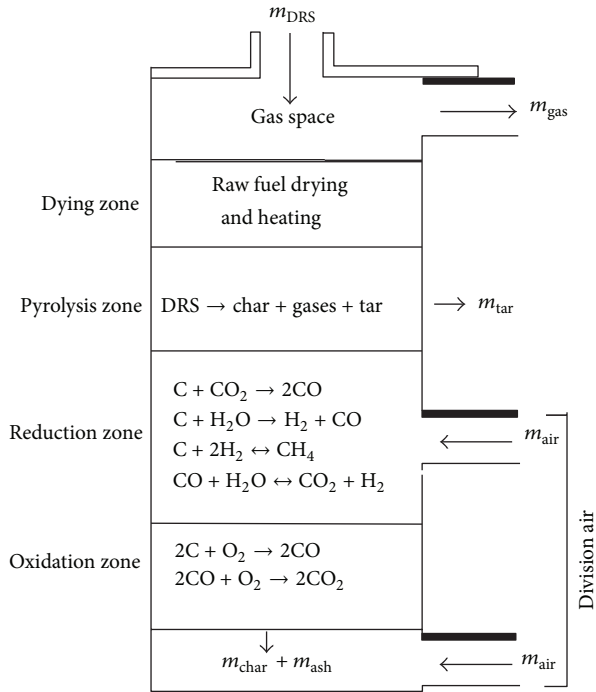 m_DRS
Gas space
m_gas
Dying zone
Raw fuel drying
and heating
Pyrolysis zone
DRS → char + gases + tar
m_tar
Reduction zone
C + CO₂ → 2CO
C + H₂O → H₂ + CO
C + 2H₂ ↔ CH₄
CO + H₂O ↔ CO₂ + H₂
m_air
Division air
Oxidation zone
2C + O₂ → 2CO
2CO + O₂ → 2CO₂
m_char + m_ash
m_air